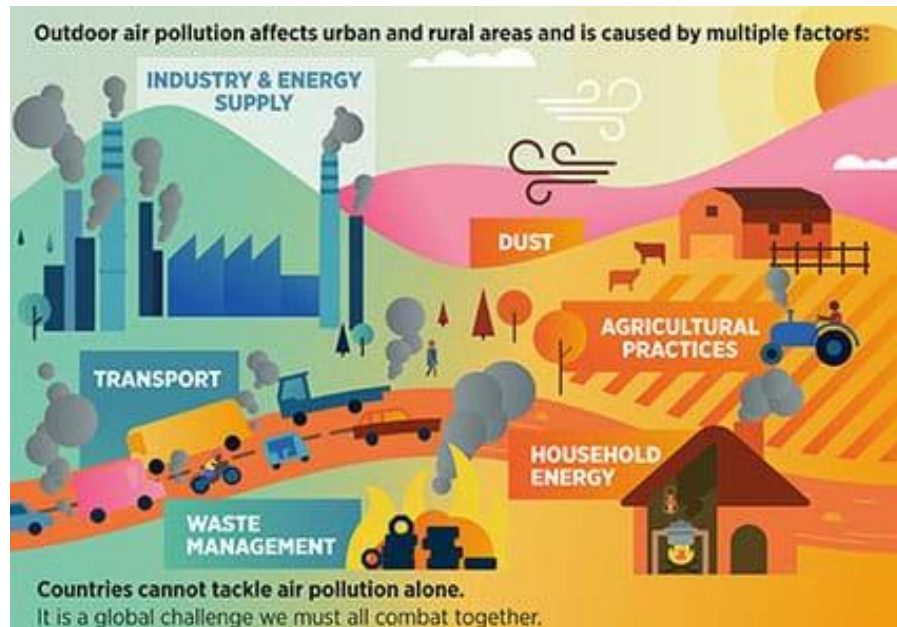 Outdoor air pollution affects urban and rural areas and is caused by multiple factors:
INDUSTRY & ENERGY
SUPPLY
DUST
AGRICULTURAL
PRACTICES
TRANSPORT
HOUSEHOLD
ENERGY
WASTE
MANAGEMENT
Countries cannot tackle air pollution alone.
It is a global challenge we must all combat together.